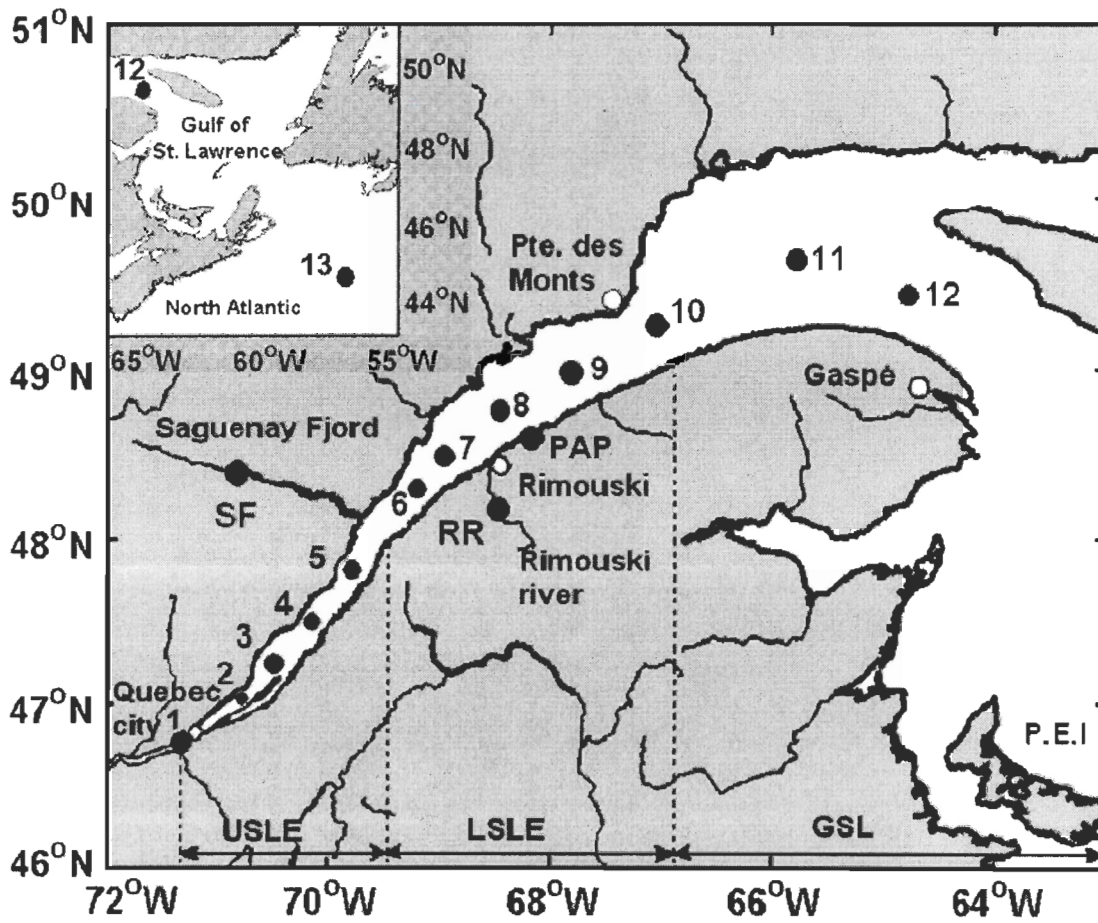 51°N
50°N
49°N
48°N
47°N
46°N
72°W
70°W
68°W
66°W
64°W
12
Gulf of
St. Lawrence
13
North Atlantic
50°N
48°N
46°N
44°N
65°W
60°W
55°W
Pte. des
Monts
11
12
10
9
Gaspé
8
Saguenay Fjord
7
PAP
SF
6
Rimouski
RR
5
Rimouski
river
4
3
2
Quebec
city
1
P.E.I
USLE
LSLE
GSL